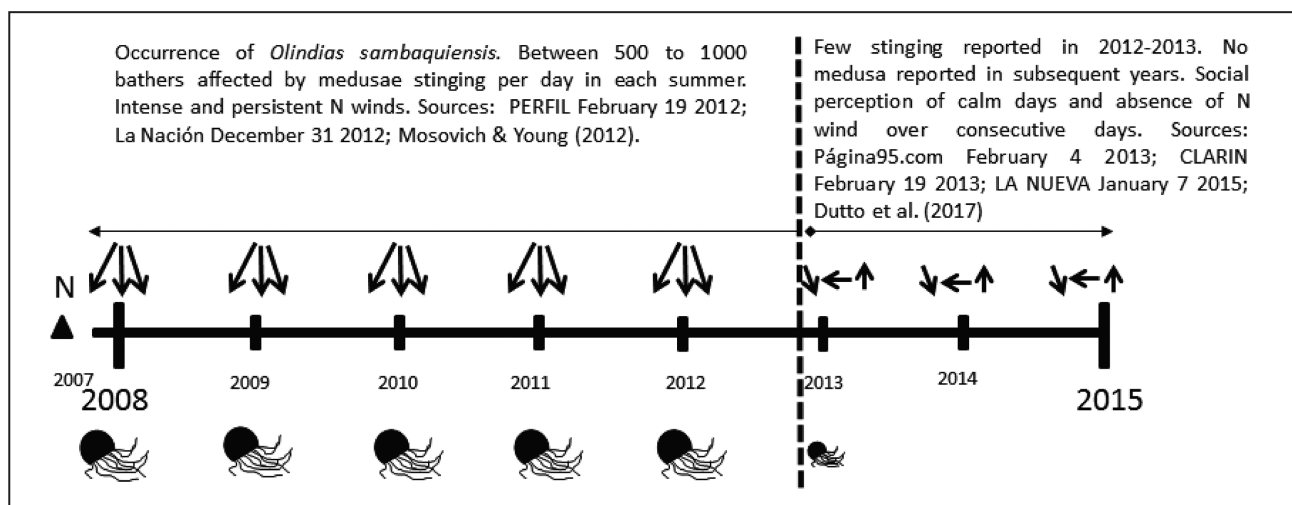 Occurrence of Olindias sambaquiensis. Between 500 to 1000
bathers affected by medusae stinging per day in each summer.
Intense and persistent N winds. Sources: PERFIL February 19 2012;
La Nación December 31 2012; Mosovich & Young (2012).
Few stinging reported in 2012-2013. No
medusa reported in subsequent years. Social
perception of calm days and absence of N
wind over consecutive days. Sources:
Página95.com February 4 2013; CLARIN
February 19 2013; LA NUEVA January 7 2015;
Dutto et al. (2017)
N
2007
2008
2009
2010
2011
2012
2013
2014
2015